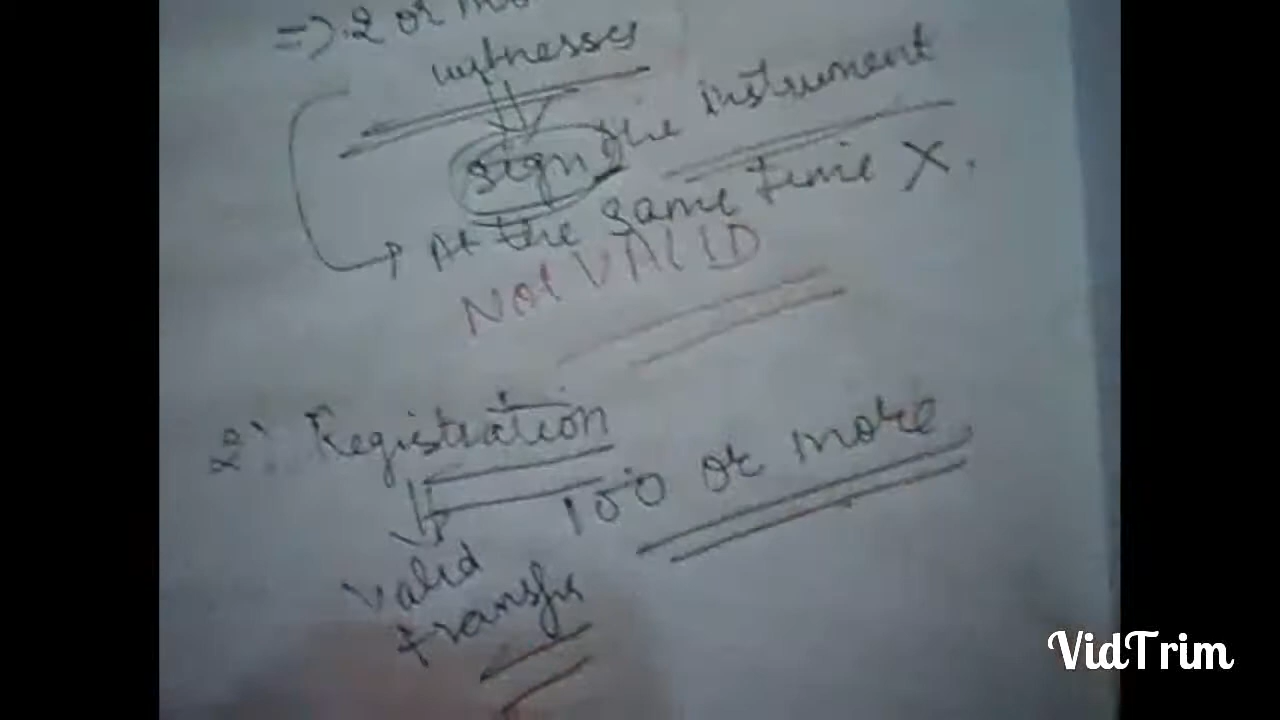 => 2 or mo
witnesses
sign the instrument
→ At the same time X.
Not VALID
2. Registration
100 or more
Valid
transfer
VidTrim